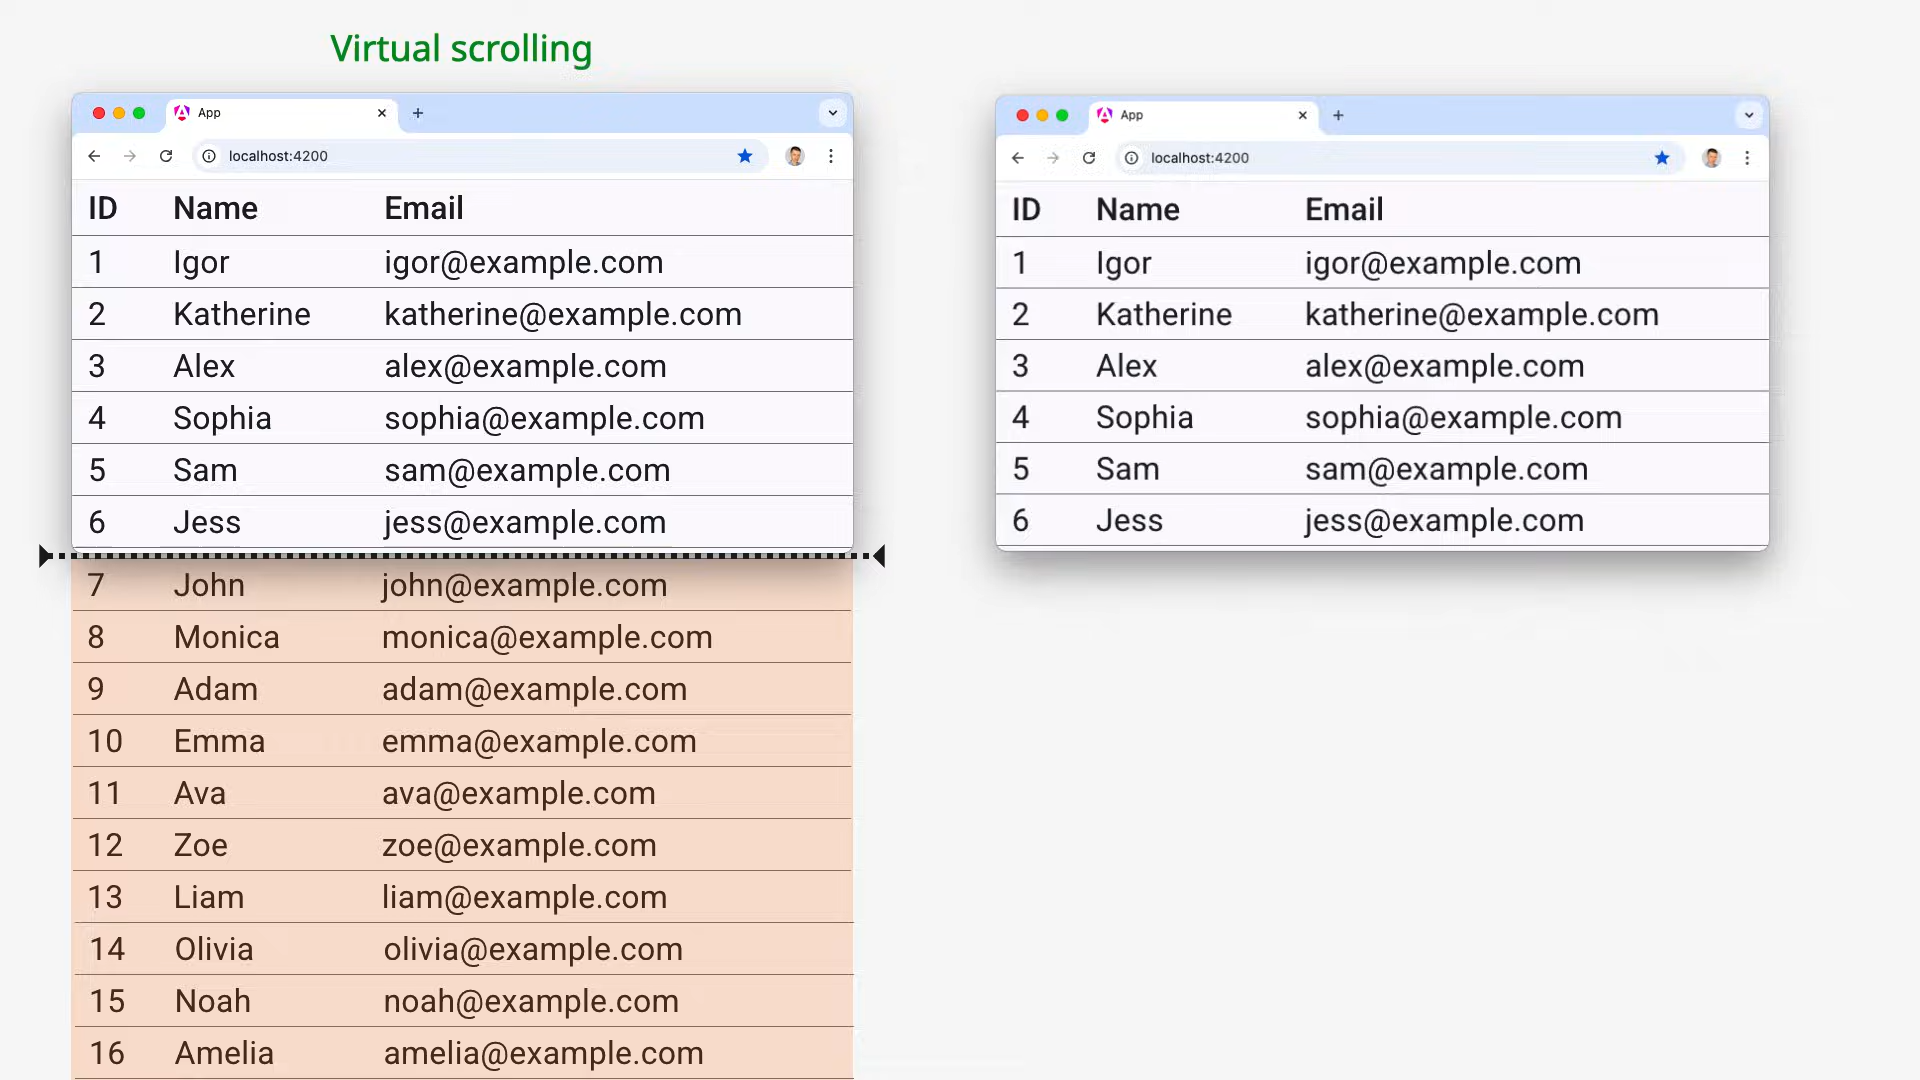 Virtual scrolling
App
localhost:4200
ID Name Email
1 Igor igor@example.com
2 Katherine katherine@example.com
3 Alex alex@example.com
4 Sophia sophia@example.com
5 Sam sam@example.com
6 Jess jess@example.com
7 John john@example.com
8 Monica monica@example.com
9 Adam adam@example.com
10 Emma emma@example.com
11 Ava ava@example.com
12 Zoe zoe@example.com
13 Liam liam@example.com
14 Olivia olivia@example.com
15 Noah noah@example.com
16 Amelia amelia@example.com
App
localhost:4200
ID Name Email
1 Igor igor@example.com
2 Katherine katherine@example.com
3 Alex alex@example.com
4 Sophia sophia@example.com
5 Sam sam@example.com
6 Jess jess@example.com